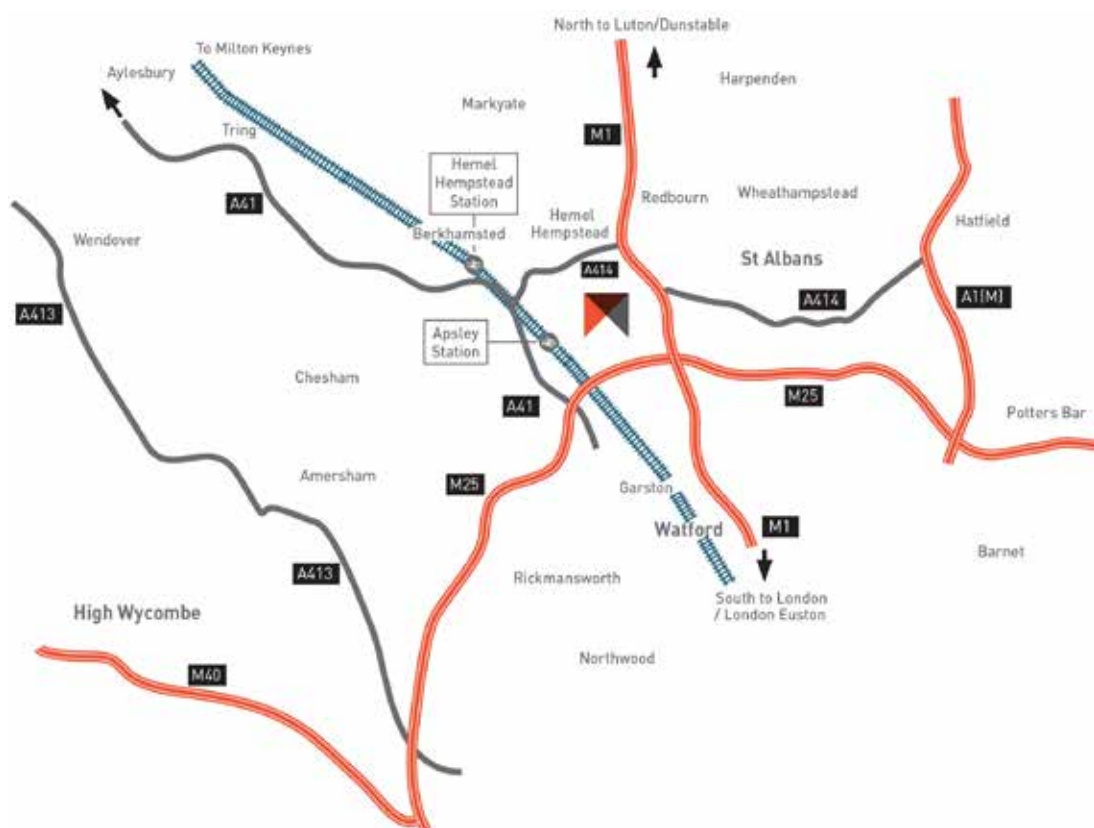 North to Luton/Dunstable
To Milton Keynes
Aylesbury
Harpenden
Markyate
Tring
M1
Hemel
Hempstead
Station
Redbourn
Wheathampstead
A41
Berkhamsted
Hemel
Hempstead
Hatfield
Wendover
St Albans
A414
A414
A1(M)
A413
Apsley
Station
Chesham
A41
M25
Potters Bar
Amersham
M25
Garston
Watford
M1
Barnet
A413
Rickmansworth
South to London
/ London Euston
High Wycombe
Northwood
M40